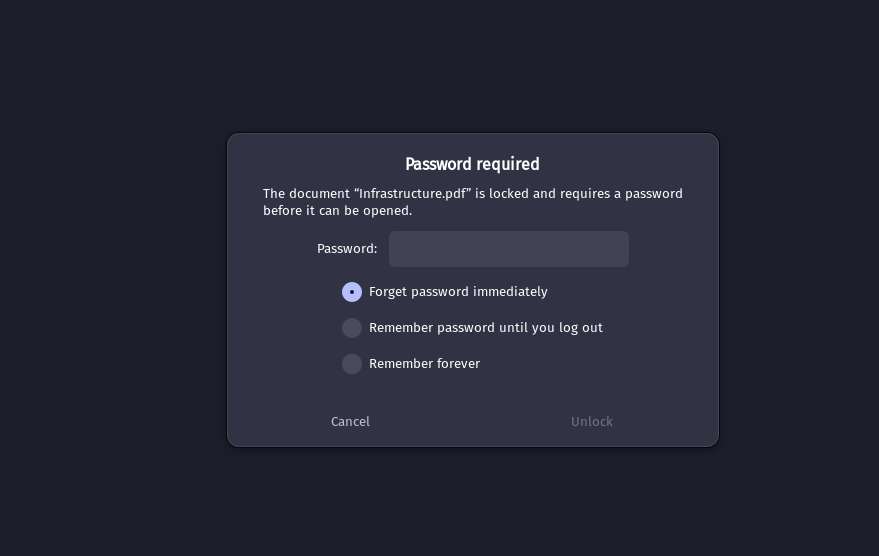 Password required
The document “Infrastructure.pdf” is locked and requires a password
before it can be opened.
Password:
Forget password immediately
Remember password until you log out
Remember forever
Cancel Unlock